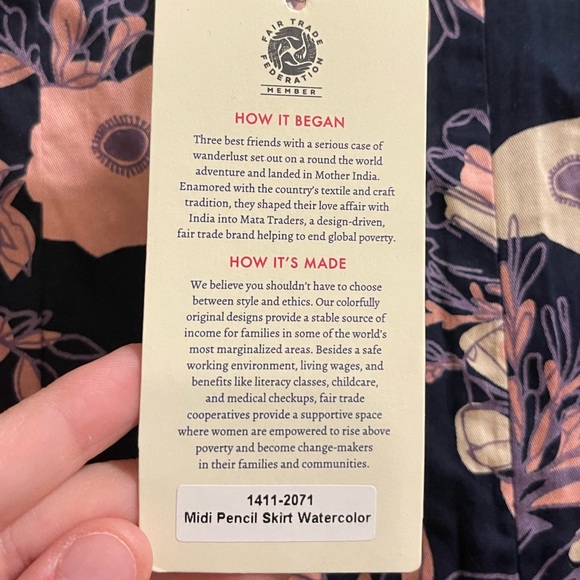 FAIR TRADE
FEDERATION
MEMBER
HOW IT BEGAN
Three best friends with a serious case of
wanderlust set out on a round the world
adventure and landed in Mother India.
Enamored with the country's textile and craft
tradition, they shaped their love affair with
India into Mata Traders, a design-driven,
fair trade brand helping to end global poverty.
HOW IT'S MADE
We believe you shouldn't have to choose
between style and ethics. Our colorfully
original designs provide a stable source of
income for families in some of the world's
most marginalized areas. Besides a safe
working environment, living wages, and
benefits like literacy classes, childcare,
and medical checkups, fair trade
cooperatives provide a supportive space
where women are empowered to rise above
poverty and become change-makers
in their families and communities.
1411-2071
Midi Pencil Skirt Watercolor